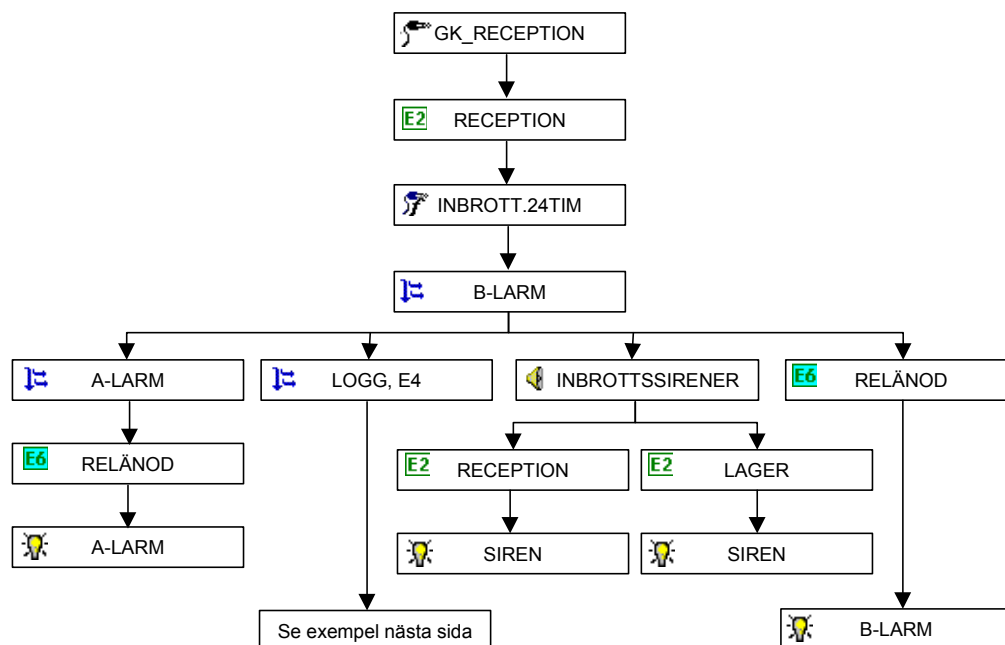 GK_RECEPTION
E2 RECEPTION
INBROTT.24TIM
B-LARM
A-LARM
LOGG, E4
INBROTTSSIRENER
E6 RELÄNOD
E6 RELÄNOD
E2 RECEPTION
E2 LAGER
A-LARM
SIREN
SIREN
Se exempel nästa sida
B-LARM